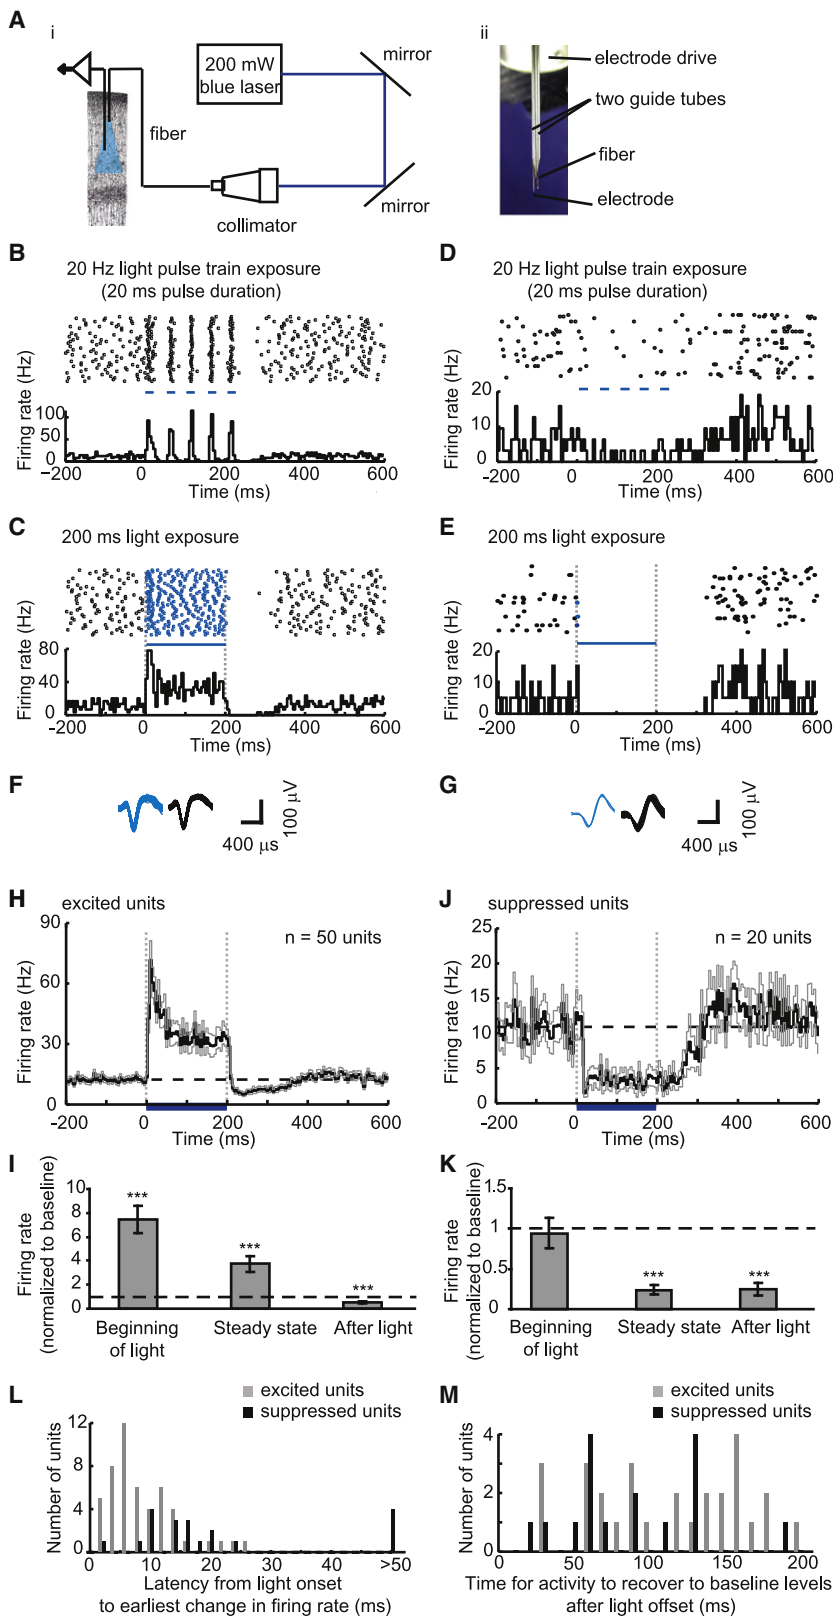 A
i
200 mW
blue laser
mirror
fiber
collimator
mirror
ii
electrode drive
two guide tubes
fiber
electrode
B
20 Hz light pulse train exposure
(20 ms pulse duration)
Firing rate (Hz)
100
50
0
-200 0 200 400 600
Time (ms)
D
20 Hz light pulse train exposure
(20 ms pulse duration)
Firing rate (Hz)
20
10
0
-200 0 200 400 600
Time (ms)
C
200 ms light exposure
Firing rate (Hz)
80
40
0
-200 0 200 400 600
Time (ms)
E
200 ms light exposure
Firing rate (Hz)
20
10
0
-200 0 200 400 600
Time (ms)
F
400 µs
100 µV
G
400 µs
100 µV
H
excited units
n = 50 units
Firing rate (Hz)
90
60
30
0
-200 0 200 400 600
Time (ms)
J
suppressed units
n = 20 units
Firing rate (Hz)
25
20
15
10
5
0
-200 0 200 400 600
Time (ms)
I
Firing rate
(normalized to baseline)
10
8
6
4
2
0
***
***
***
Beginning
of light
Steady state
After light
K
Firing rate
(normalized to baseline)
1.5
1
0.5
0
***
***
Beginning
of light
Steady state
After light
L
excited units
suppressed units
Number of units
12
8
4
0
0 10 20 30 40 >50
Latency from light onset
to earliest change in firing rate (ms)
M
excited units
suppressed units
Number of units
4
2
0
0 50 100 150 200
Time for activity to recover to baseline levels
after light offset (ms)